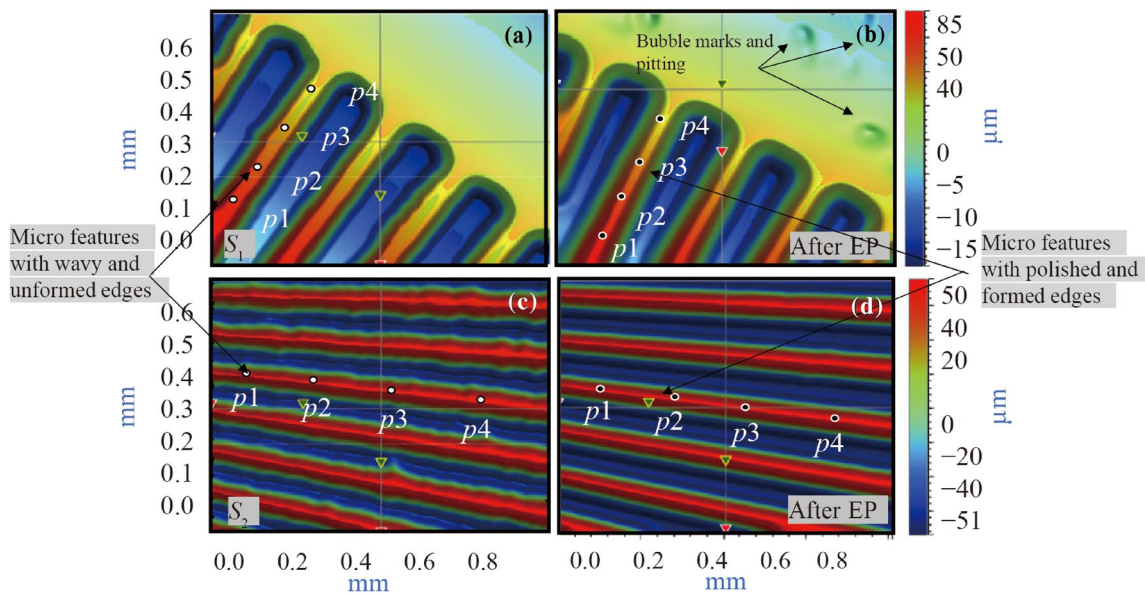 (a)
(b)
Bubble marks and
pitting
p4
p3
p2
p1
S1
p4
p3
p2
p1
After EP
0.6
0.5
0.4
0.3
0.2
0.1
0.0
mm
85
50
40
0
−5
−10
−15
µm
Micro features
with wavy and
unformed edges
Micro features
with polished and
formed edges
(c)
(d)
p1
p2
p3
p4
S2
p1
p2
p3
p4
After EP
0.6
0.5
0.4
0.3
0.2
0.1
0.0
mm
50
40
20
0
−20
−40
−51
µm
0.0 0.2 0.4 0.6 0.8
mm
0.0 0.2 0.4 0.6 0.8
mm